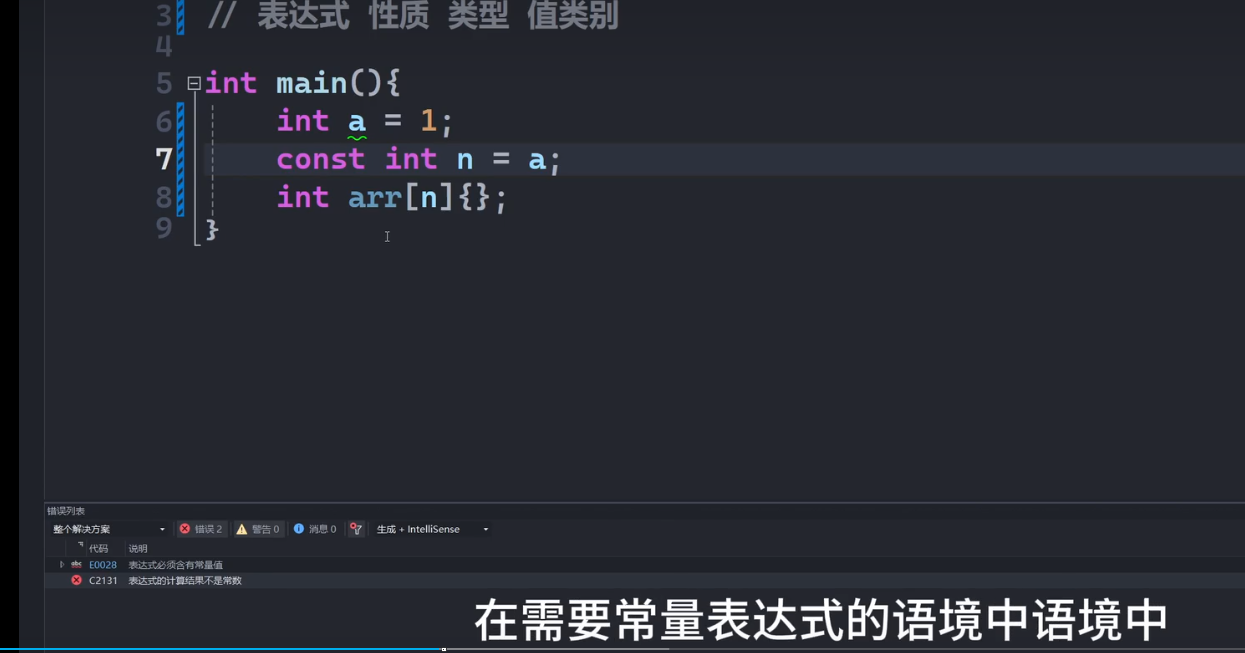 3 // 表达式 性质 类型 值类别
4
5 int main(){
6 int a = 1;
7 const int n = a;
8 int arr[n]{};
9 }
错误列表
整个解决方案 错误 2 警告 0 消息 0 生成 + IntelliSense
代码 说明
abc E0028 表达式必须含有常量值
C2131 表达式的计算结果不是常数
在需要常量表达式的语境中语境中